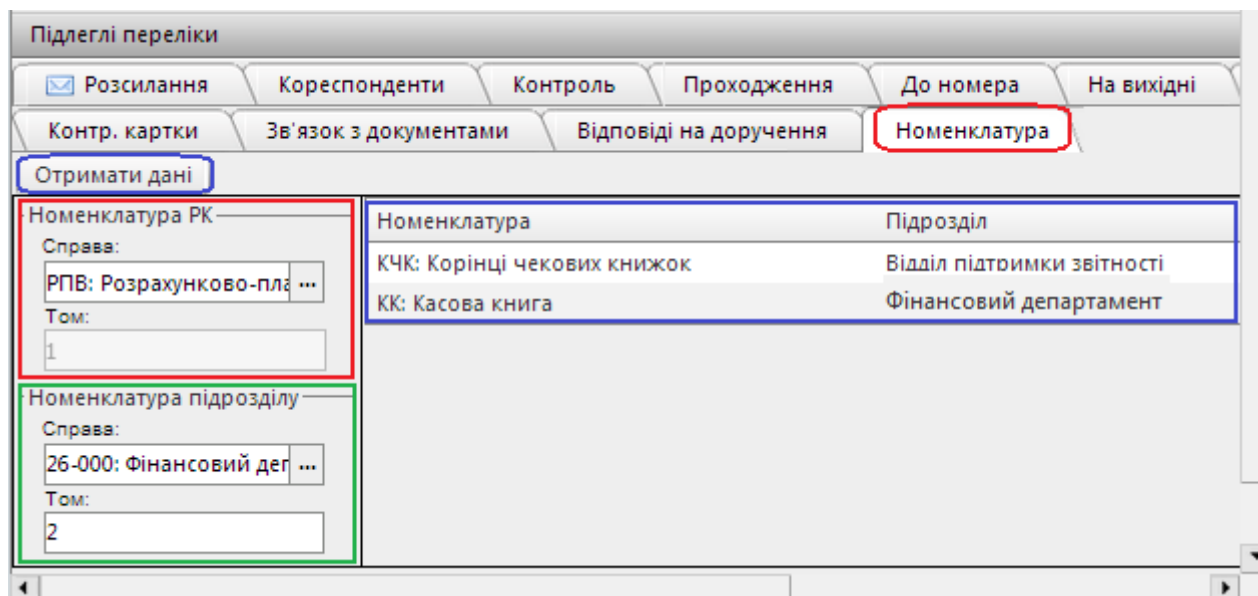 Підлеглі переліки
Розсилання Кореспонденти Контроль Проходження До номера На вихідні
Контр. картки Зв'язок з документами Відповіді на доручення Номенклатура
Отримати дані
Номенклатура РК
Справа:
РПВ: Розрахунково-пла ...
Том:
1
Номенклатура підрозділу
Справа:
26-000: Фінансовий деп ...
Том:
2
Номенклатура Підрозділ
КЧК: Корінці чекових книжок Відділ підтримки звітності
КК: Касова книга Фінансовий департамент